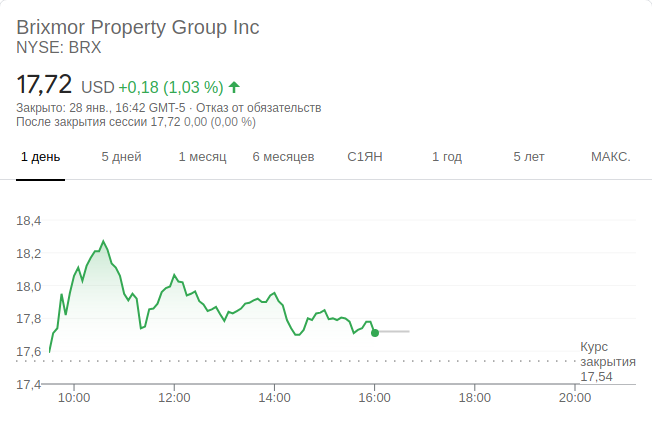 Brixmor Property Group Inc
NYSE: BRX
17,72 USD +0,18 (1,03 %)
Закрыто: 28 янв., 16:42 GMT-5 · Отказ от обязательств
После закрытия сессии 17,72 0,00 (0,00 %)
1 день 5 дней 1 месяц 6 месяцев С1ЯН 1 год 5 лет МАКС.
18,4
18,2
18,0
17,8
17,6
17,4
Курс
закрытия
17,54
10:00 12:00 14:00 16:00 18:00 20:00